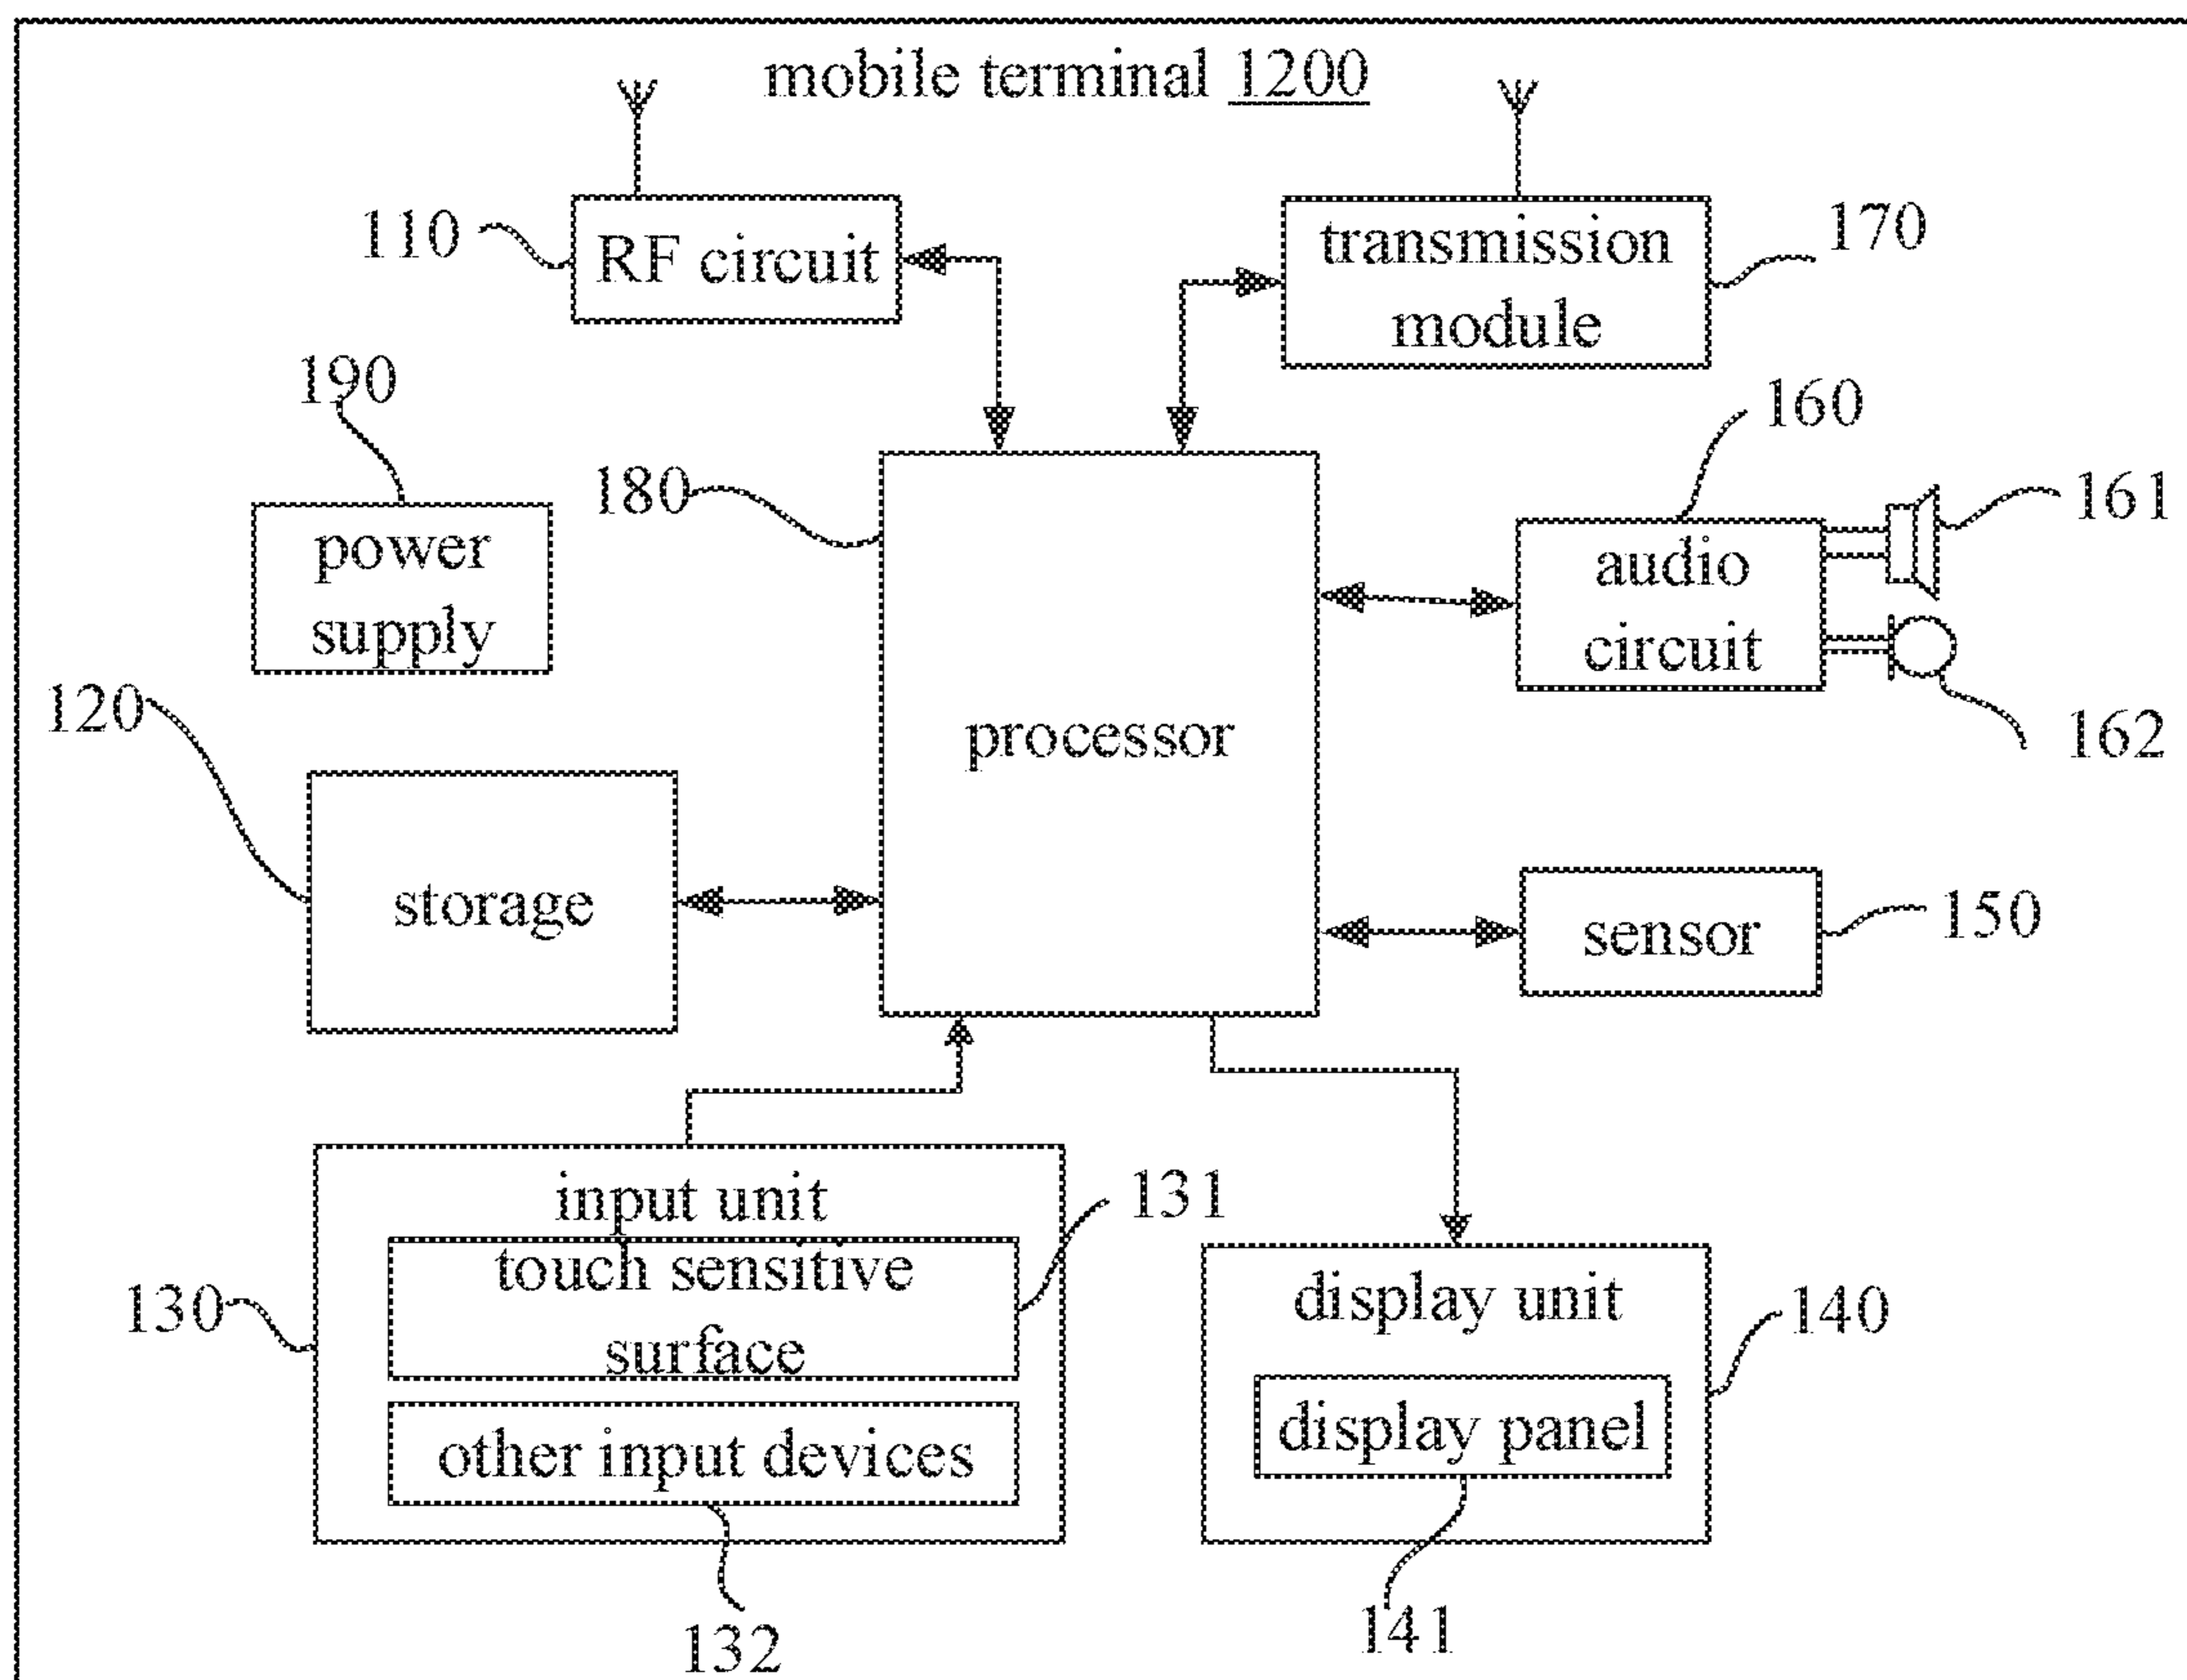 mobile terminal 1200
110
RF circuit
transmission
module
170
190
power
supply
180
processor
160
audio
circuit
161
162
120
storage
sensor
150
input unit
touch sensitive
surface
131
130
other input devices
132
display unit
140
display panel
141